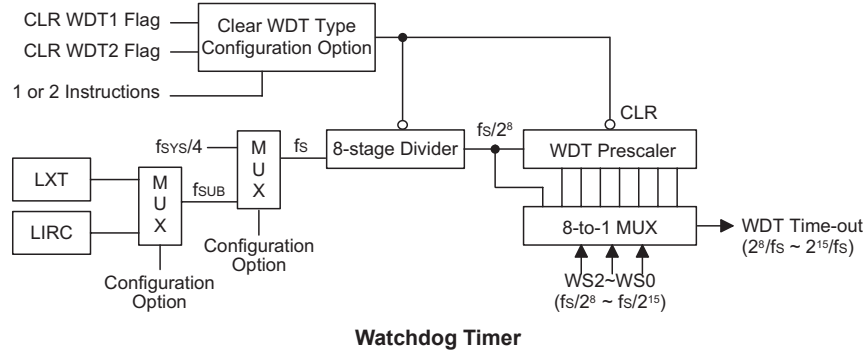 CLR WDT1 Flag
CLR WDT2 Flag
1 or 2 Instructions
Clear WDT Type
Configuration Option
CLR
fSYS/4
fS
8-stage Divider
fS/2⁸
WDT Prescaler
LXT
LIRC
M
U
X
fSUB
M
U
X
Configuration
Option
Configuration
Option
8-to-1 MUX
WDT Time-out
(2⁸/fS ~ 2¹⁵/fS)
WS2~WS0
(fS/2⁸ ~ fS/2¹⁵)
Watchdog Timer